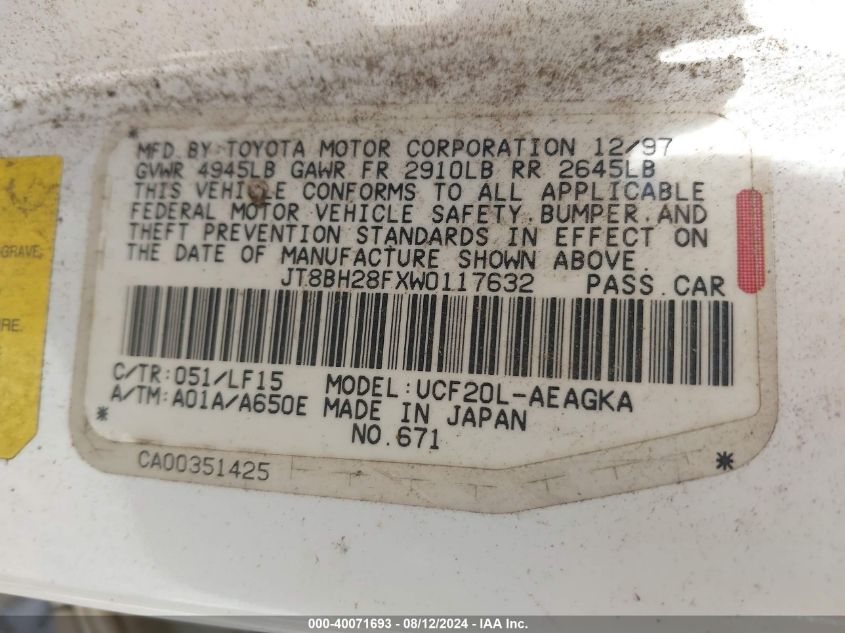 MFD. BY TOYOTA MOTOR CORPORATION 12/97
GVWR 4945LB GAWR FR 2910LB RR 2645LB
THIS VEHICLE CONFORMS TO ALL APPLICABLE
FEDERAL MOTOR VEHICLE SAFETY, BUMPER, AND
THEFT PREVENTION STANDARDS IN EFFECT ON
THE DATE OF MANUFACTURE SHOWN ABOVE.
JT8BH28FXW0117632 PASS. CAR
C/TR:051/LF15 MODEL:UCF20L-AEAGKA
A/TM:A01A/A650E MADE IN JAPAN
* NO.671 *
CA00351425
GRAVE
RE.
000-40071693 - 08/12/2024 - IAA Inc.